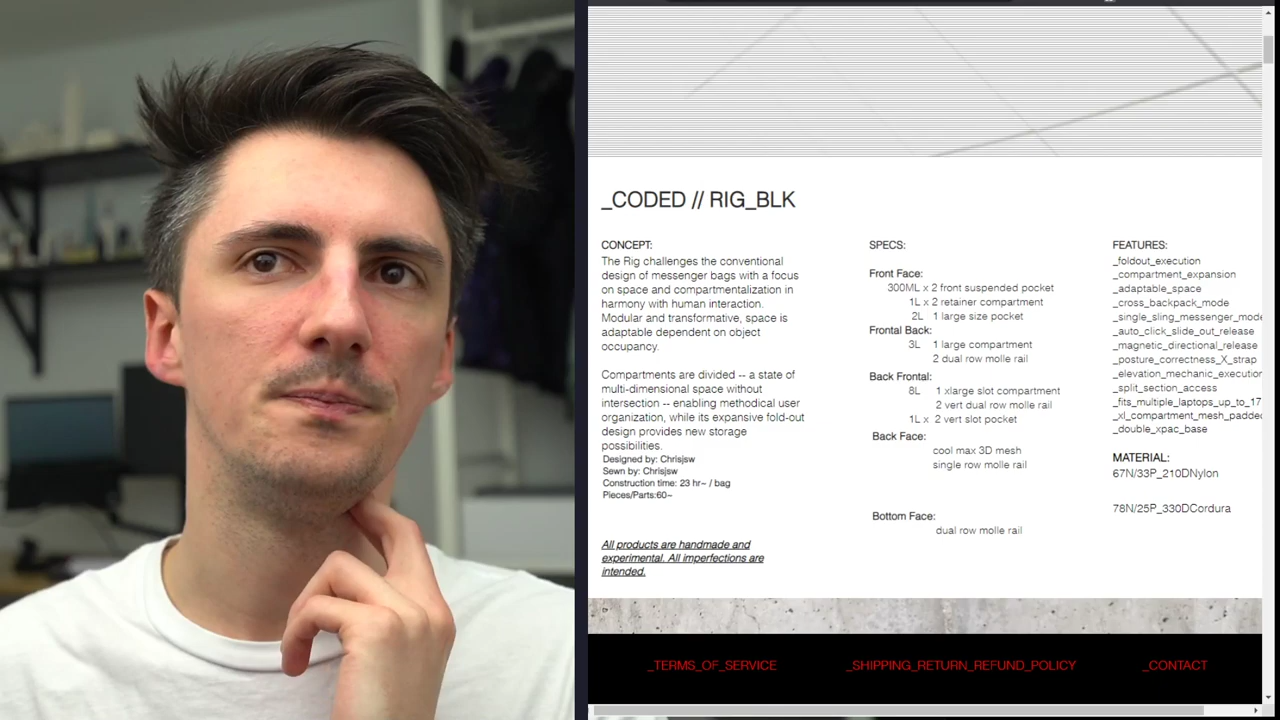 _CODED // RIG_BLK
CONCEPT:
The Rig challenges the conventional
design of messenger bags with a focus
on space and compartmentalization in
harmony with human interaction.
Modular and transformative, space is
adaptable dependent on object
occupancy.
Compartments are divided -- a state of
multi-dimensional space without
intersection -- enabling methodical user
organization, while its expansive fold-out
design provides new storage
possibilities.
Designed by: Chrisjsw
Sewn by: Chrisjsw
Construction time: 23 hr~ / bag
Pieces/Parts:60~
All products are handmade and
experimental. All imperfections are
intended.
SPECS:
Front Face:
300ML x 2 front suspended pocket
1L x 2 retainer compartment
2L 1 large size pocket
Frontal Back:
3L 1 large compartment
2 dual row molle rail
Back Frontal:
8L 1 xlarge slot compartment
2 vert dual row molle rail
1L x 2 vert slot pocket
Back Face:
cool max 3D mesh
single row molle rail
Bottom Face:
dual row molle rail
FEATURES:
_foldout_execution
_compartment_expansion
_adaptable_space
_cross_backpack_mode
_single_sling_messenger_mode
_auto_click_slide_out_release
_magnetic_directional_release
_posture_correctness_X_strap
_elevation_mechanic_execution
_split_section_access
_fits_multiple_laptops_up_to_17
_xl_compartment_mesh_padded
_double_xpac_base
MATERIAL:
67N/33P_210DNylon
78N/25P_330DCordura
_TERMS_OF_SERVICE
_SHIPPING_RETURN_REFUND_POLICY
_CONTACT